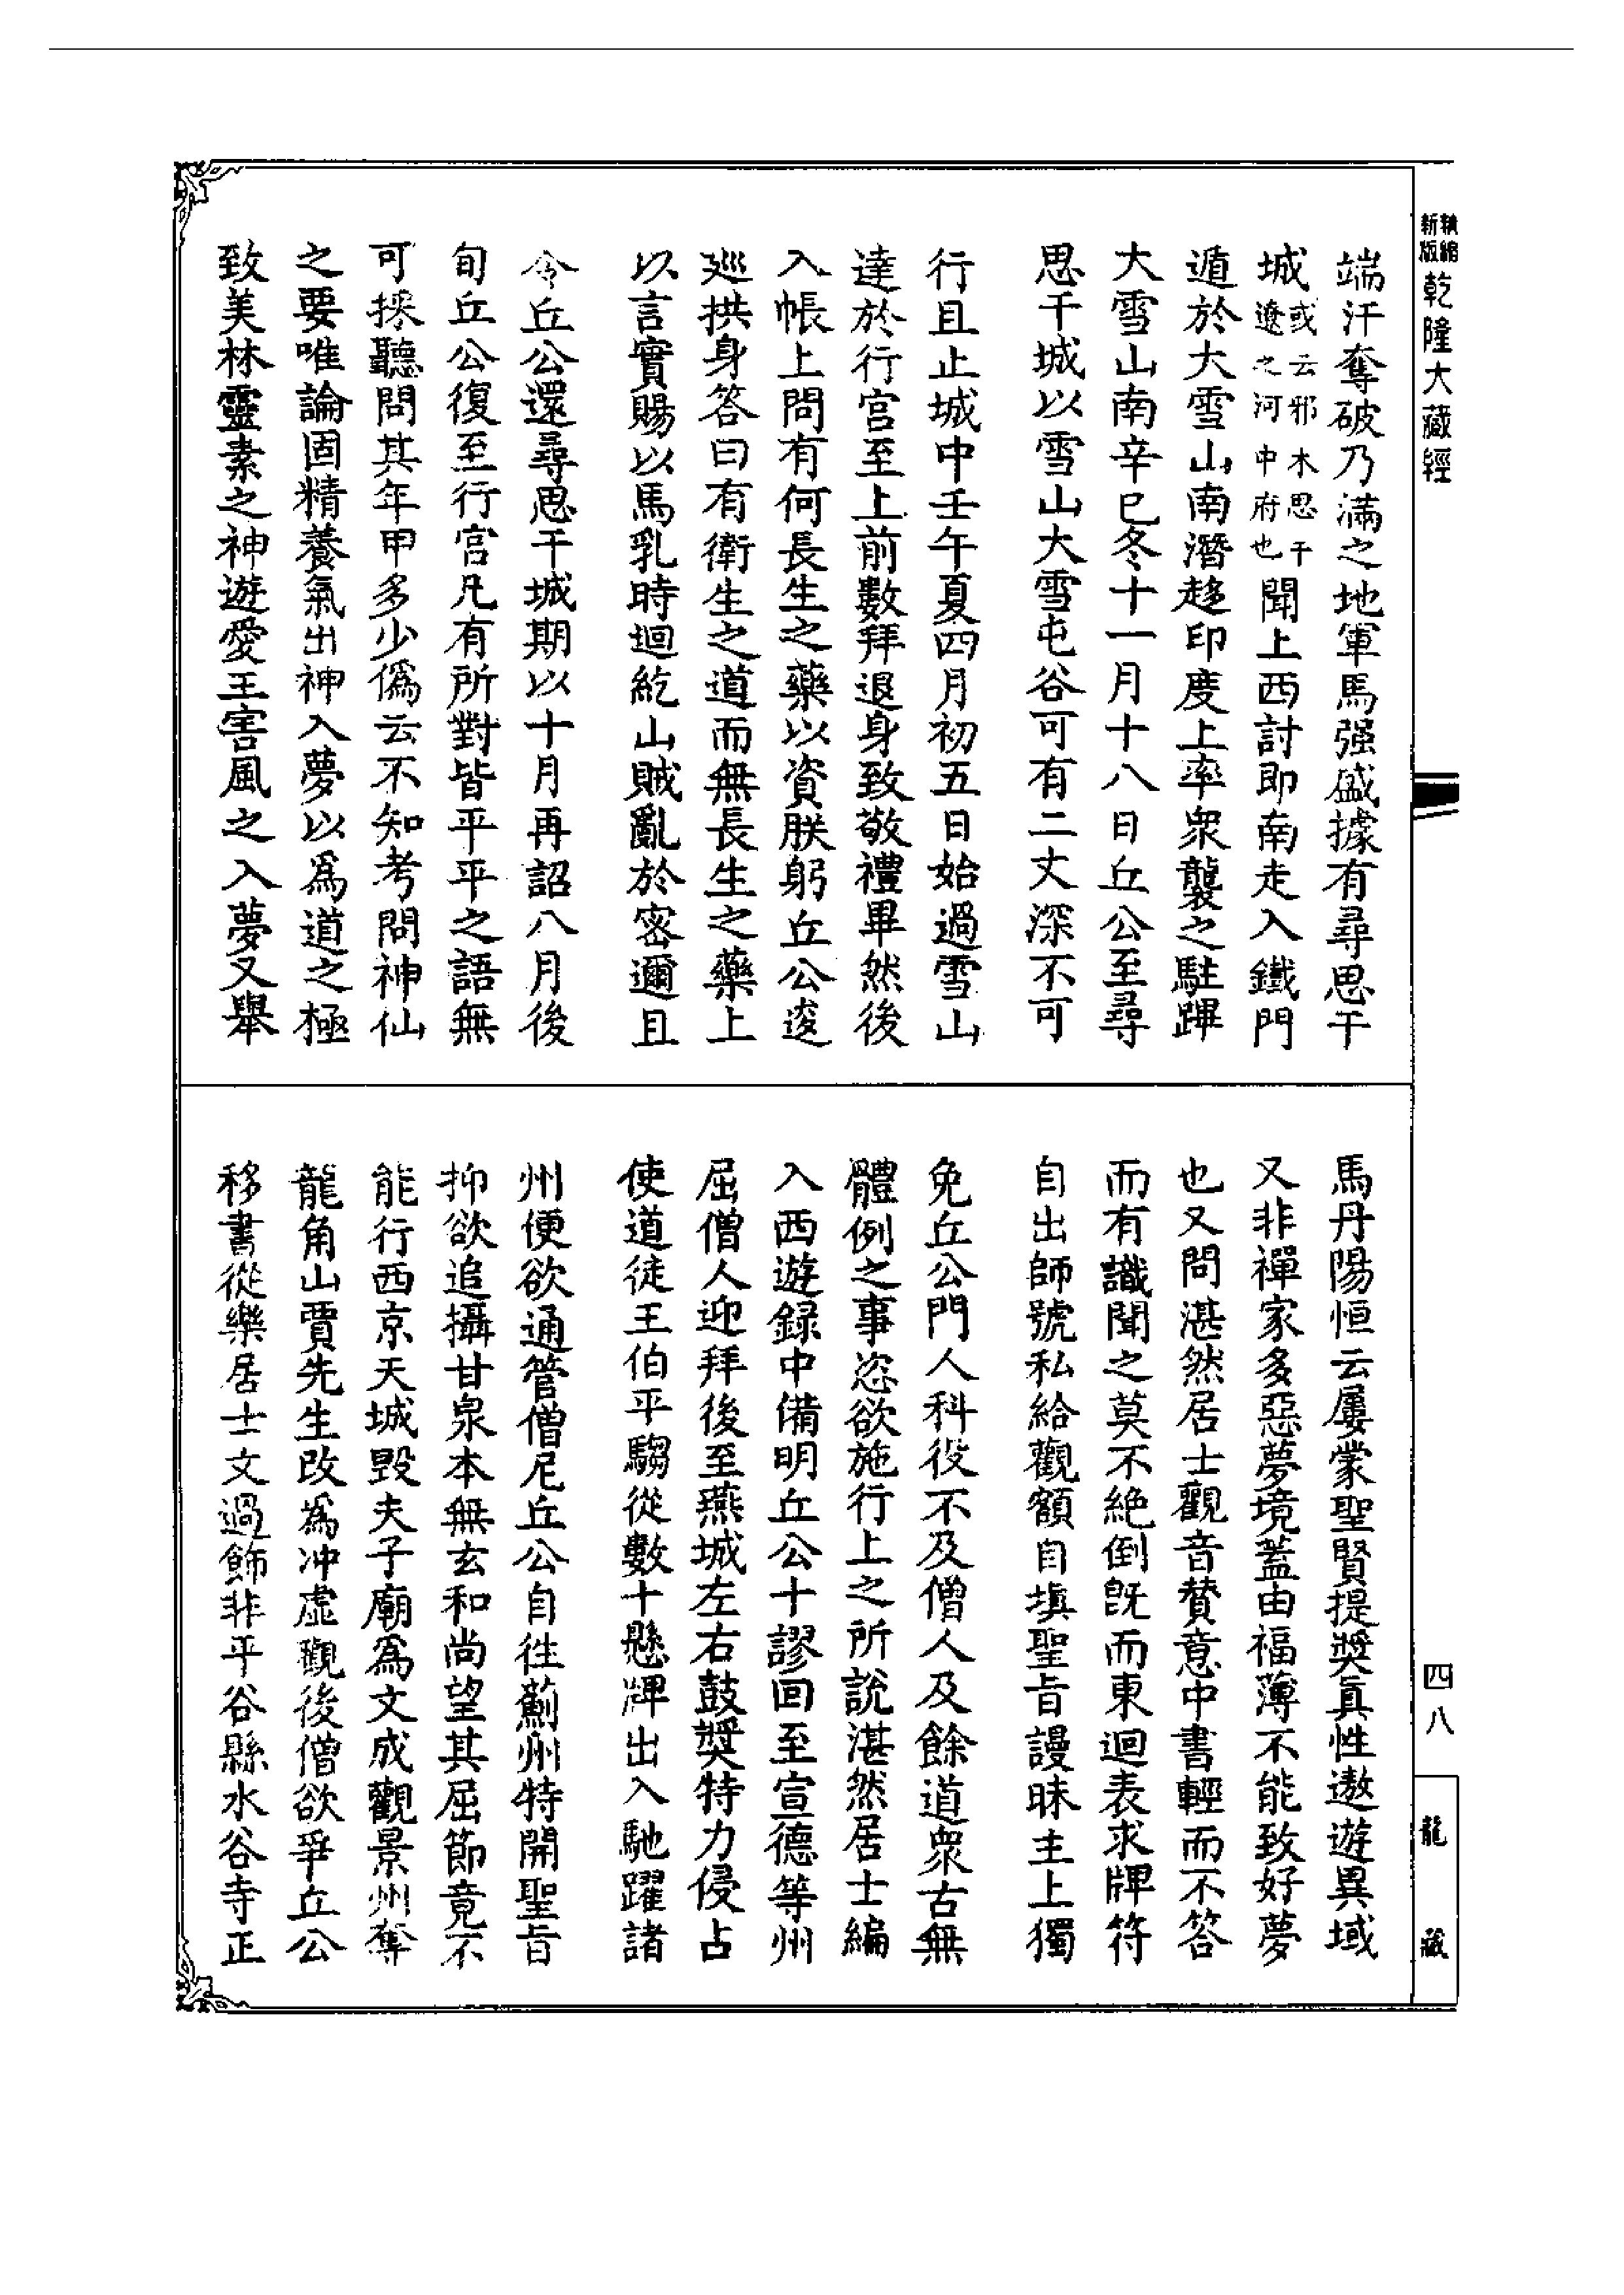 精縮新版乾隆大藏經
端汗奪破乃滿之地軍馬强盛據有尋思干
城或云邪木思干遼之河中府也聞上西討即南走入鐵門
遁於大雪山南潛趍印度上率衆襲之駐蹕
大雪山南辛巳冬十一月十八日丘公至尋
思干城以雪山大雪屯谷可有二丈深不可
行且止城中壬午夏四月初五日始過雪山
達於行宫至上前數拜退身致敬禮畢然後
入帳上問有何長生之藥以資朕躬丘公逡
巡拱身答曰有衛生之道而無長生之藥上
以言實賜以馬乳時迴紇山賊亂於密邇且
令丘公還尋思干城期以十月再詔八月後
旬丘公復至行宫凡有所對皆平平之語無
可採聽問其年甲多少僞云不知考問神仙
之要唯論固精養氣出神入夢以爲道之極
致美林靈素之神遊愛王害風之入夢又舉
馬丹陽恒云屢蒙聖賢提奬真性遨遊異域
又非禪家多惡夢境蓋由福薄不能致好夢
也又問湛然居士觀音贊意中書輕而不答
而有識聞之莫不絶倒旣而東迴表求牌符
自出師號私給觀額自塡聖旨謾昧主上獨
免丘公門人科役不及僧人及餘道衆古無
體例之事恣欲施行上之所說湛然居士編
入西遊録中備明丘公十謬回至宣德等州
屈僧人迎拜後至燕城左右鼓奬特力侵占
使道徒王伯平騶從數十懸牌出入馳躍諸
州便欲通管僧尼丘公自往薊州特開聖旨
抑欲追攝甘泉本無玄和尚望其屈節竟不
能行西京天城毁夫子廟爲文成觀景州奪
龍角山賈先生改爲冲虚觀後僧欲爭丘公
移書從樂居士文過飾非平谷縣水谷寺正
四八
龍藏